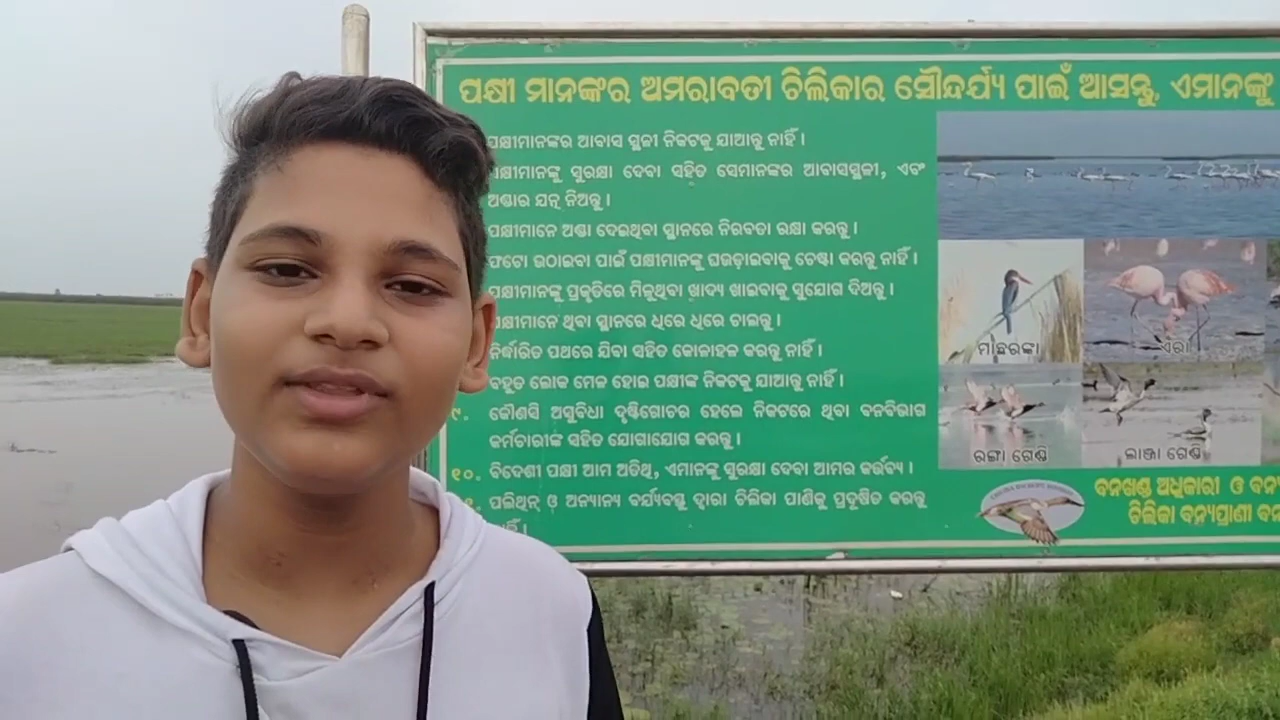 ପକ୍ଷୀ ମାନଙ୍କର ଅମରାବତୀ ଚିଲିକାର ସୌନ୍ଦର୍ଯ୍ୟ ପାଇଁ ଆସନ୍ତୁ, ଏମାନଙ୍କୁ
ପକ୍ଷୀମାନଙ୍କର ଆବାସ ସ୍ଥଳୀ ନିକଟକୁ ଯାଆନ୍ତୁ ନାହିଁ ।
ପକ୍ଷୀମାନଙ୍କୁ ସୁରକ୍ଷା ଦେବା ସହିତ ସେମାନଙ୍କର ଆବାସସ୍ଥଳୀ, ଏବଂ
ଅଣ୍ଡାର ଯତ୍ନ ନିଅନ୍ତୁ ।
ପକ୍ଷୀମାନେ ଅଣ୍ଡା ଦେଇଥିବା ସ୍ଥାନରେ ନିରବତା ରକ୍ଷା କରନ୍ତୁ ।
ଫଟୋ ଉଠାଇବା ପାଇଁ ପକ୍ଷୀମାନଙ୍କୁ ଘଉଡ଼ାଇବାକୁ ଚେଷ୍ଟା କରନ୍ତୁ ନାହିଁ ।
ପକ୍ଷୀମାନଙ୍କୁ ପ୍ରକୃତିରେ ମିଳୁଥିବା ଖାଦ୍ୟ ଖାଇବାକୁ ସୁଯୋଗ ଦିଅନ୍ତୁ ।
ପକ୍ଷୀମାନେ ଥିବା ସ୍ଥାନରେ ଧିରେ ଧିରେ ଚାଲନ୍ତୁ ।
ନିର୍ଦ୍ଧାରିତ ପଥରେ ଯିବା ସହିତ କୋଳାହଳ କରନ୍ତୁ ନାହିଁ ।
ବହୁତ ଲୋକ ମେଳ ହୋଇ ପକ୍ଷୀଙ୍କ ନିକଟକୁ ଯାଆନ୍ତୁ ନାହିଁ ।
୯. କୌଣସି ଅସୁବିଧା ଦୃଷ୍ଟିଗୋଚର ହେଲେ ନିକଟରେ ଥିବା ବନବିଭାଗ
କର୍ମଚାରୀଙ୍କ ସହିତ ଯୋଗାଯୋଗ କରନ୍ତୁ ।
୧୦. ବିଦେଶୀ ପକ୍ଷୀ ଆମ ଅତିଥି, ଏମାନଙ୍କୁ ସୁରକ୍ଷା ଦେବା ଆମର କର୍ତ୍ତବ୍ୟ ।
ପଲିଥିନ୍ ଓ ଅନ୍ୟାନ୍ୟ ବର୍ଯ୍ୟବସ୍ତୁ ଦ୍ୱାରା ଚିଲିକା ପାଣିକୁ ପ୍ରଦୂଷିତ କରନ୍ତୁ
ମାଛରଙ୍କା
ଏରା
ରଙ୍ଗା ଗେଣ୍ଡି
ଲାଞ୍ଜା ଗେଣ୍ଡି
ବନଖଣ୍ଡ ଅଧିକାରୀ ଓ
ଚିଲିକା ବନ୍ୟପ୍ରାଣୀ